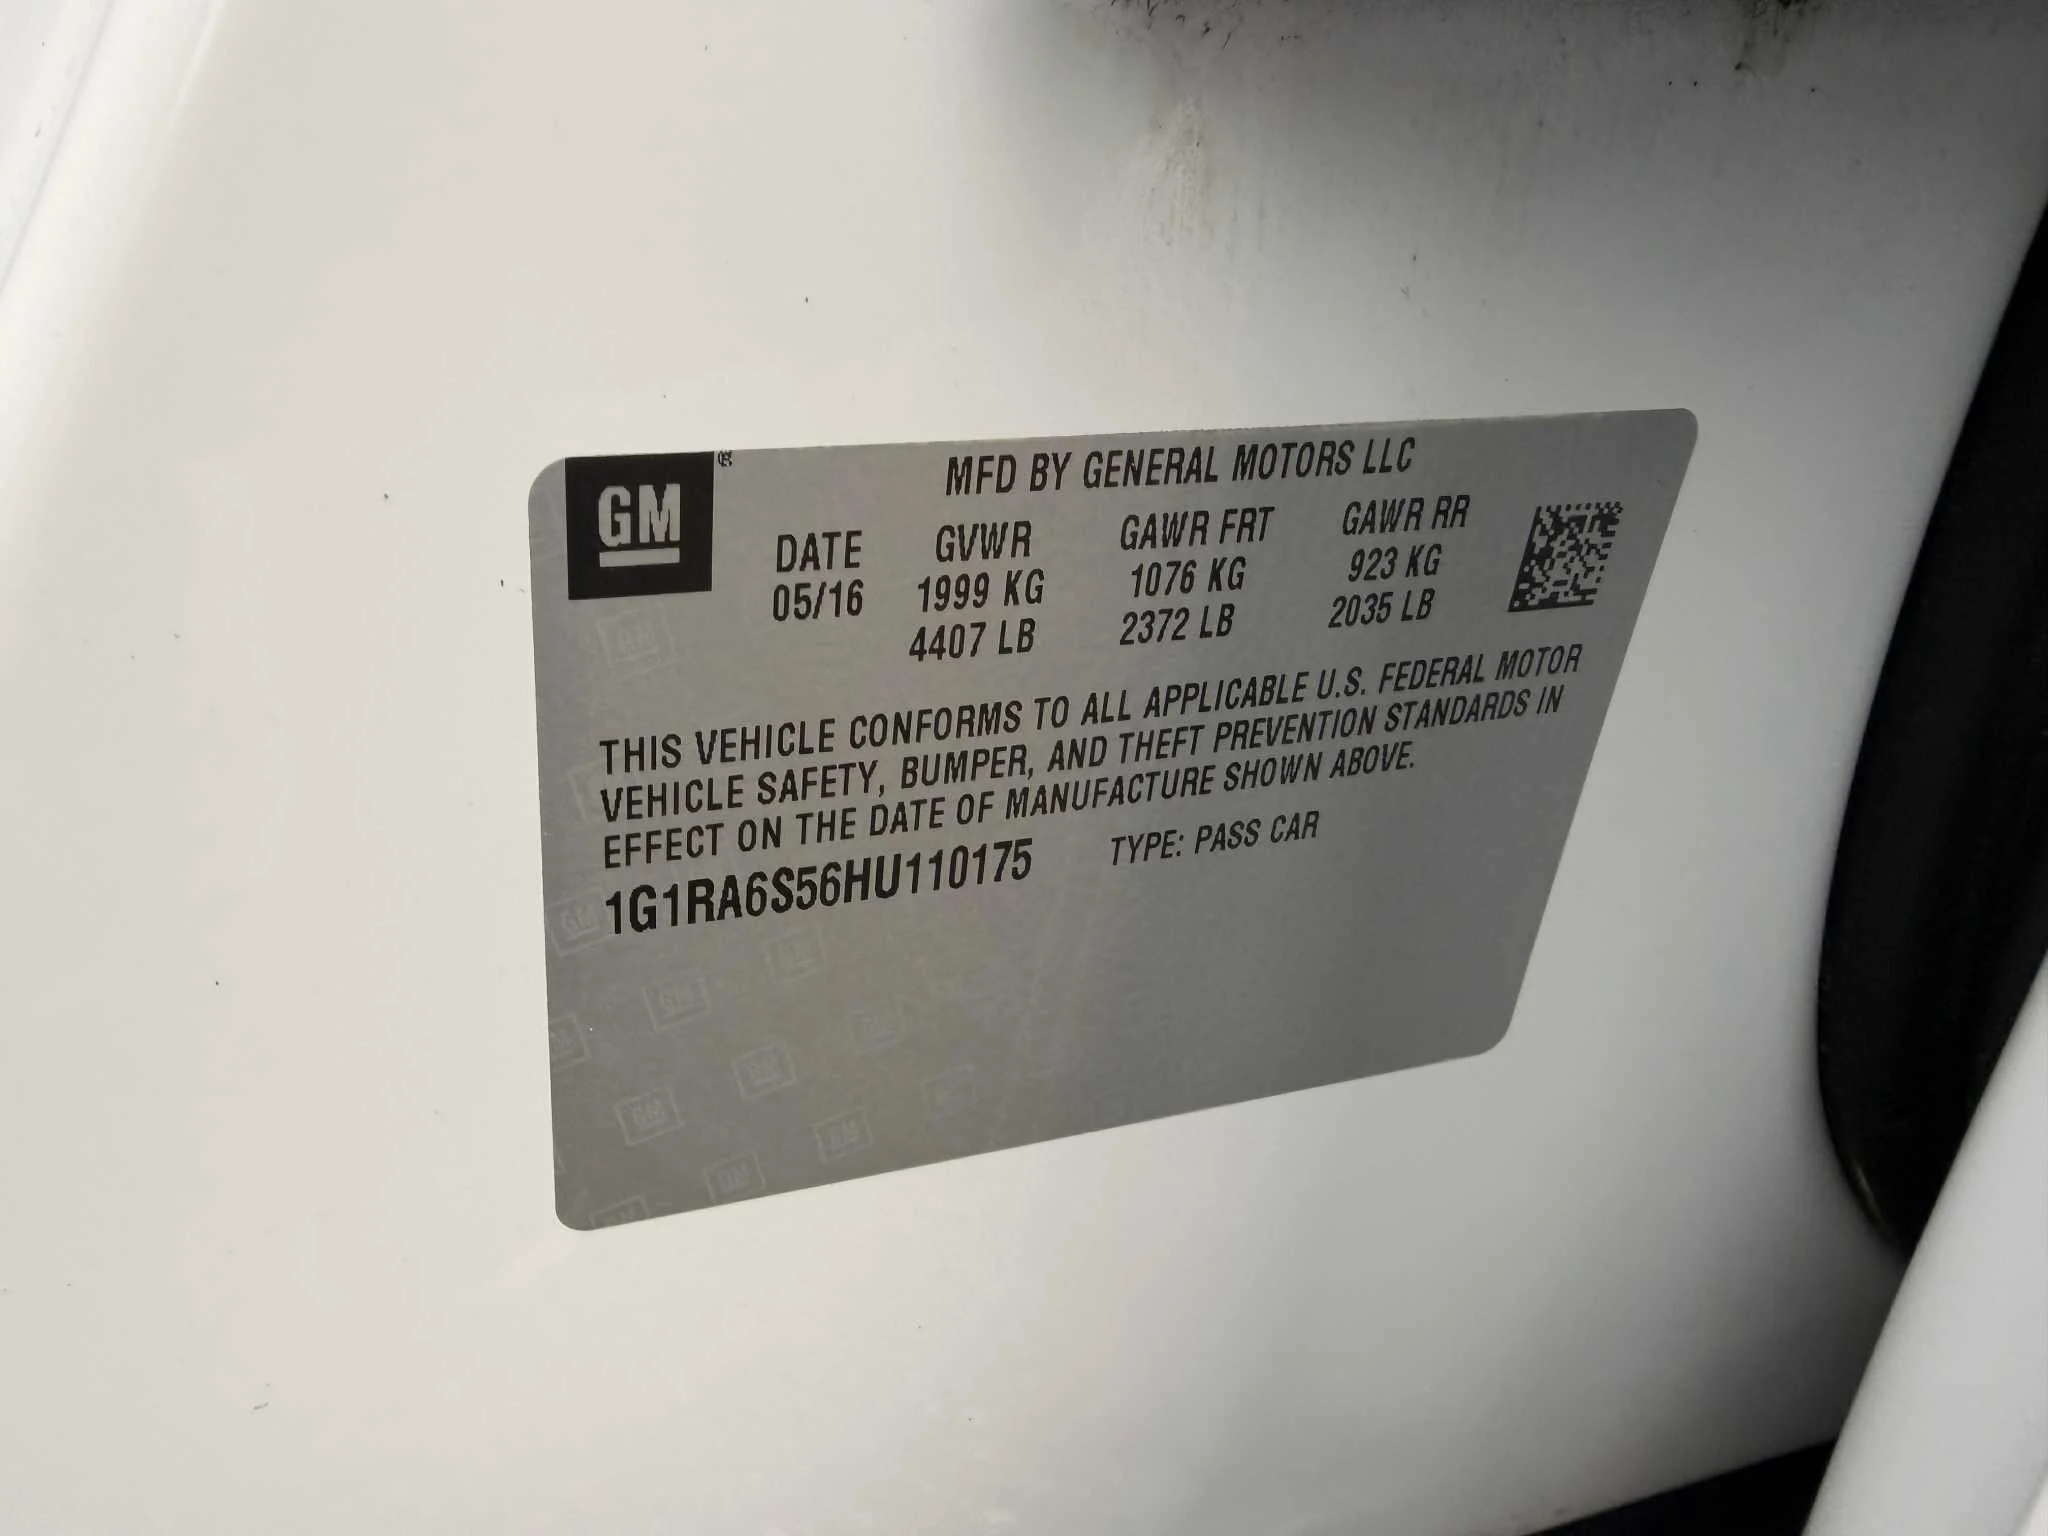 GM
®
MFD BY GENERAL MOTORS LLC
DATE GVWR GAWR FRT GAWR RR
05/16 1999 KG 1076 KG 923 KG
4407 LB 2372 LB 2035 LB
THIS VEHICLE CONFORMS TO ALL APPLICABLE U.S. FEDERAL MOTOR
VEHICLE SAFETY, BUMPER, AND THEFT PREVENTION STANDARDS IN
EFFECT ON THE DATE OF MANUFACTURE SHOWN ABOVE.
1G1RA6S56HU110175 TYPE: PASS CAR